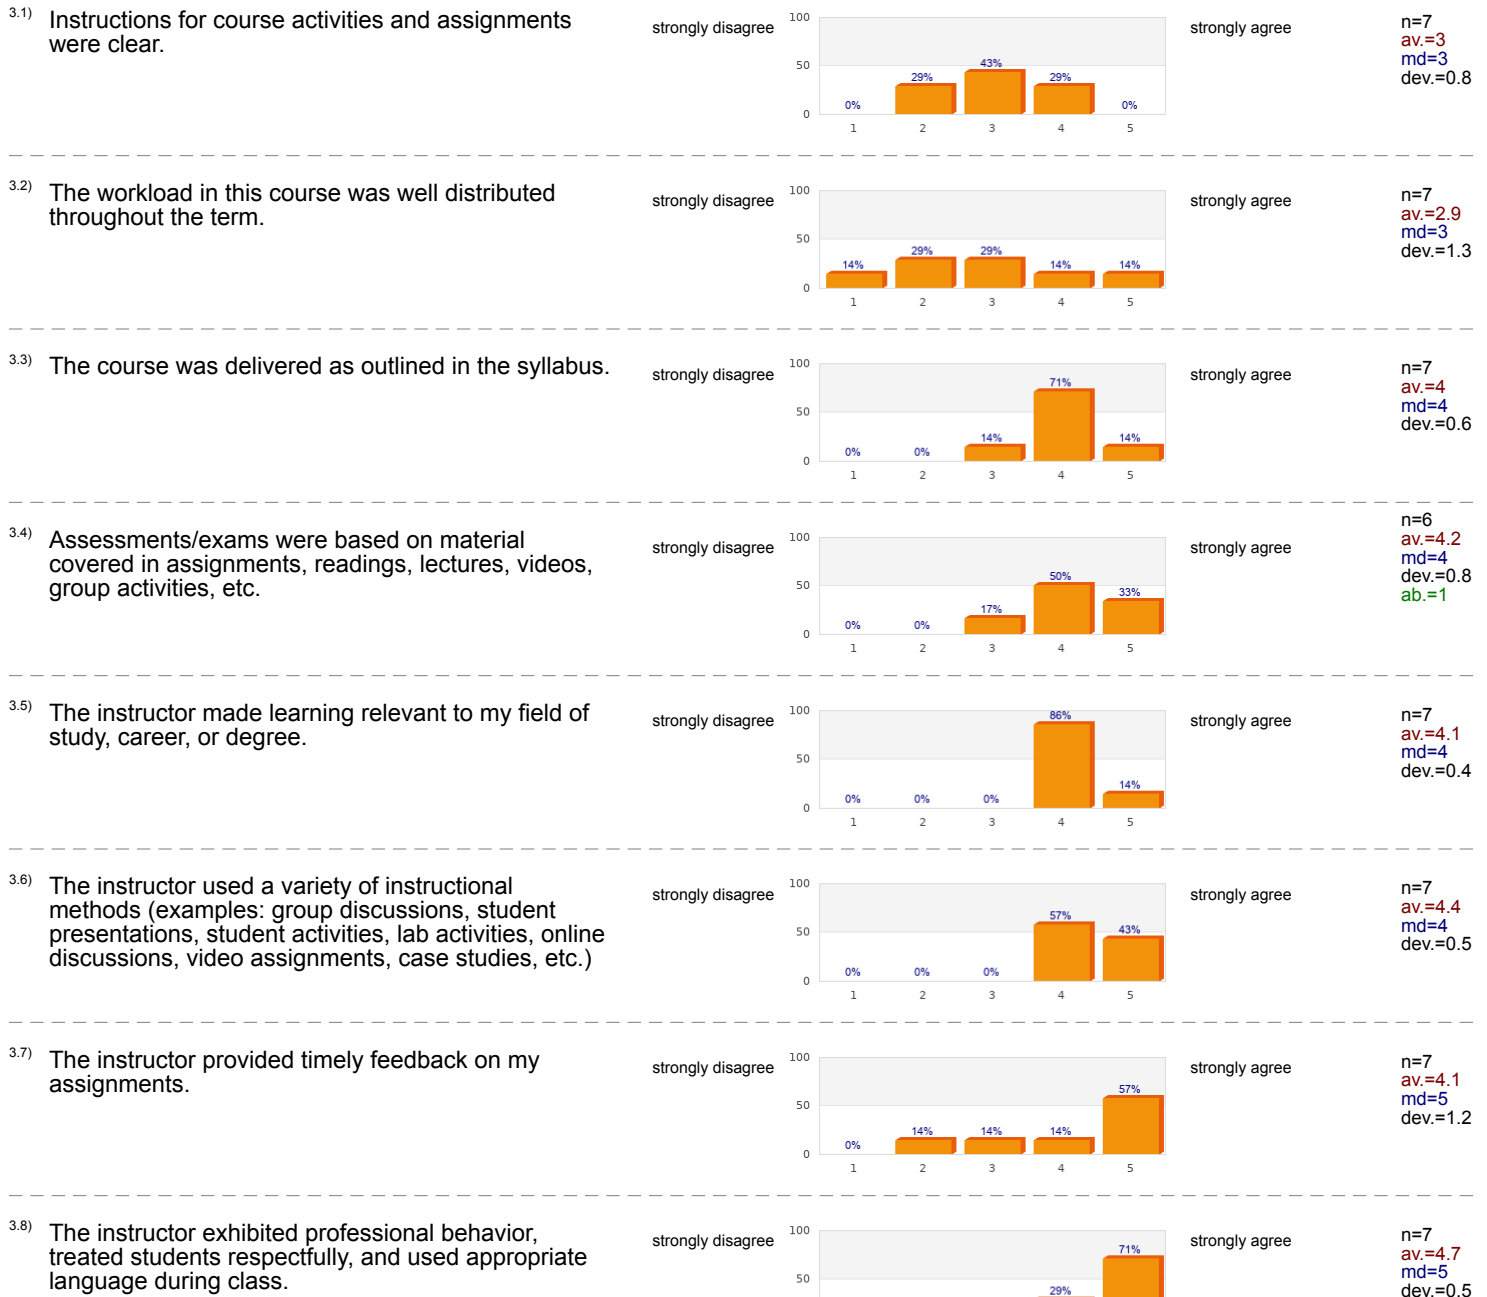 3.1) Instructions for course activities and assignments
were clear.
strongly disagree
100
50
0
0%
29%
43%
29%
0%
1 2 3 4 5
strongly agree
n=7
av.=3
md=3
dev.=0.8
3.2) The workload in this course was well distributed
throughout the term.
strongly disagree
100
50
0
14%
29%
29%
14%
14%
1 2 3 4 5
strongly agree
n=7
av.=2.9
md=3
dev.=1.3
3.3) The course was delivered as outlined in the syllabus.
strongly disagree
100
50
0
0%
0%
14%
71%
14%
1 2 3 4 5
strongly agree
n=7
av.=4
md=4
dev.=0.6
3.4) Assessments/exams were based on material
covered in assignments, readings, lectures, videos,
group activities, etc.
strongly disagree
100
50
0
0%
0%
17%
50%
33%
1 2 3 4 5
strongly agree
n=6
av.=4.2
md=4
dev.=0.8
ab.=1
3.5) The instructor made learning relevant to my field of
study, career, or degree.
strongly disagree
100
50
0
0%
0%
0%
86%
14%
1 2 3 4 5
strongly agree
n=7
av.=4.1
md=4
dev.=0.4
3.6) The instructor used a variety of instructional
methods (examples: group discussions, student
presentations, student activities, lab activities, online
discussions, video assignments, case studies, etc.)
strongly disagree
100
50
0
0%
0%
0%
57%
43%
1 2 3 4 5
strongly agree
n=7
av.=4.4
md=4
dev.=0.5
3.7) The instructor provided timely feedback on my
assignments.
strongly disagree
100
50
0
0%
14%
14%
14%
57%
1 2 3 4 5
strongly agree
n=7
av.=4.1
md=5
dev.=1.2
3.8) The instructor exhibited professional behavior,
treated students respectfully, and used appropriate
language during class.
strongly disagree
100
50
29%
71%
strongly agree
n=7
av.=4.7
md=5
dev.=0.5